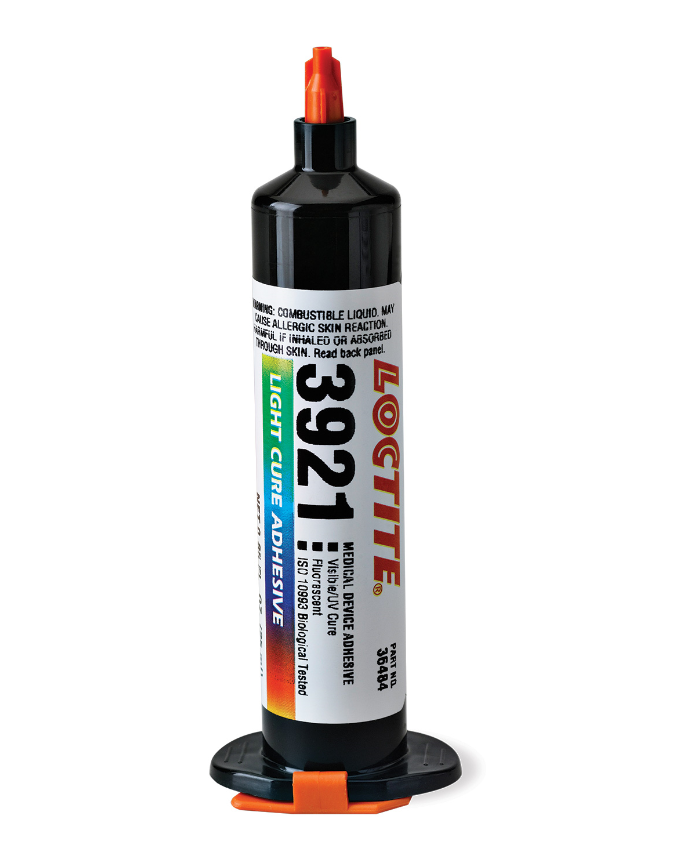 WARNING: COMBUSTIBLE LIQUID. MAY
CAUSE ALLERGIC SKIN REACTION.
HARMFUL IF INHALED OR ABSORBED
THROUGH SKIN. Read back panel.
LOCTITE®
3921
LIGHT CURE ADHESIVE
MEDICAL DEVICE ADHESIVE
Visible/UV Cure
Fluorescent
ISO 10993 Biological Tested
PART NO.
36484
NET